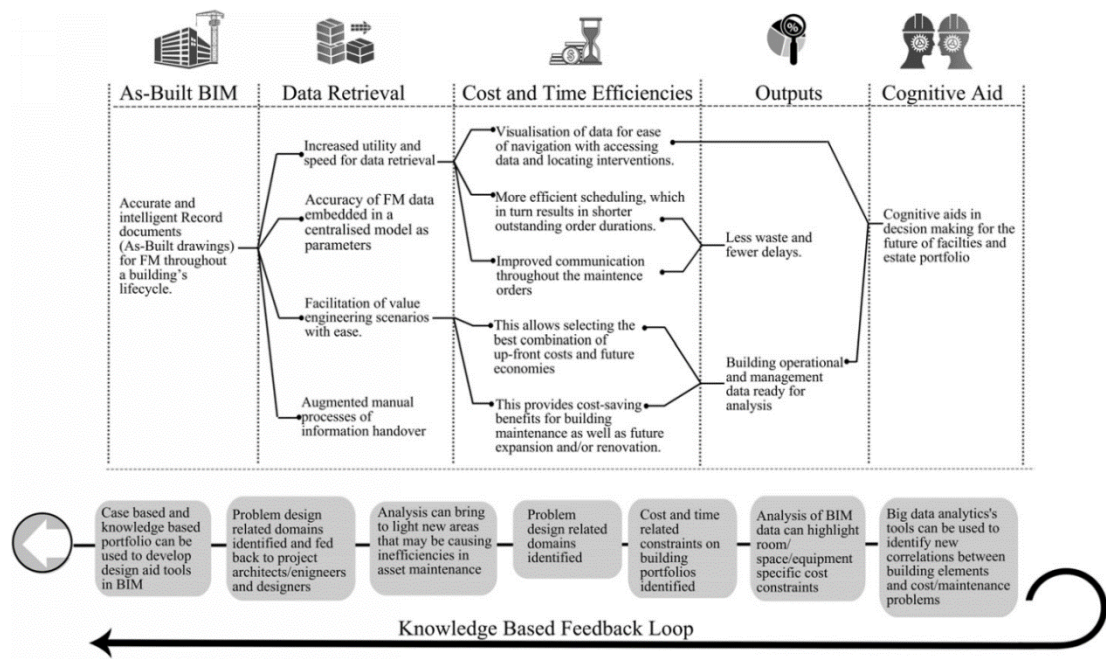 %
As-Built BIM
Data Retrieval
Cost and Time Efficiencies
Outputs
Cognitive Aid
Accurate and
intelligent Record
documents
(As-Built drawings)
for FM throughout
a building's
lifecycle.
Increased utility and
speed for data retrieval
Accuracy of FM data
embedded in a
centralised model as
parameters
Facilitation of value
engineering scenarios
with ease.
Augmented manual
processes of
information handover
Visualisation of data for ease
of navigation with accessing
data and locating interventions.
More efficient scheduling, which
in turn results in shorter
outstanding order durations.
Improved communication
throughout the maintence
orders
This allows selecting the
best combination of
up-front costs and future
economies
This provides cost-saving
benefits for building
maintenance as well as future
expansion and/or renovation.
Less waste and
fewer delays.
Building operational
and management
data ready for
analysis
Cognitive aids in
decsion making for the
future of facilties and
estate portfolio
Case based and
knowledge based
portfolio can be
used to develop
design aid tools
in BIM
Problem design
related domains
identified and fed
back to project
architects/enigneers
and designers
Analysis can bring
to light new areas
that may be causing
inefficiencies in
asset maintenance
Problem
design related
domains
identified
Cost and time
related
constraints on
building
portfolios
identified
Analysis of BIM
data can highlight
room/
space/equipment
specific cost
constraints
Big data analytics's
tools can be used to
identify new
correlations between
building elements
and cost/maintenance
problems
Knowledge Based Feedback Loop